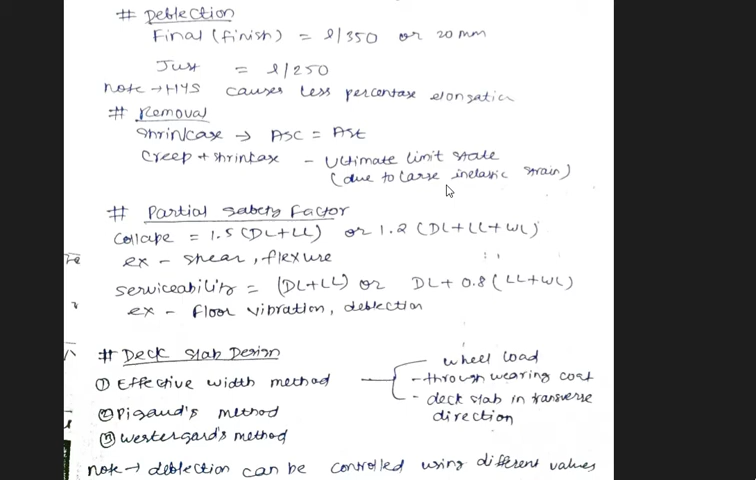 # Deflection
Final (finish) = l/350 or 20 mm
Just = l/250
note → HYS causes less percentage elongation
# Removal
Shrinkage → Asc = Ast
Creep + shrinkage - Ultimate limit state
(due to large inelastic strain)
# Partial Safety Factor
Collapse = 1.5 (DL+LL) or 1.2 (DL+LL+WL)
ex - shear, flexure
Serviceability = (DL+LL) or DL + 0.8 (LL+WL)
ex - Floor vibration, deflection
# Deck Slab Design
① Effective width method
- wheel load
- through wearing coat
- deck slab in transverse direction
② Pigaud's method
③ Westergard's method
note → deflection can be controlled using different values